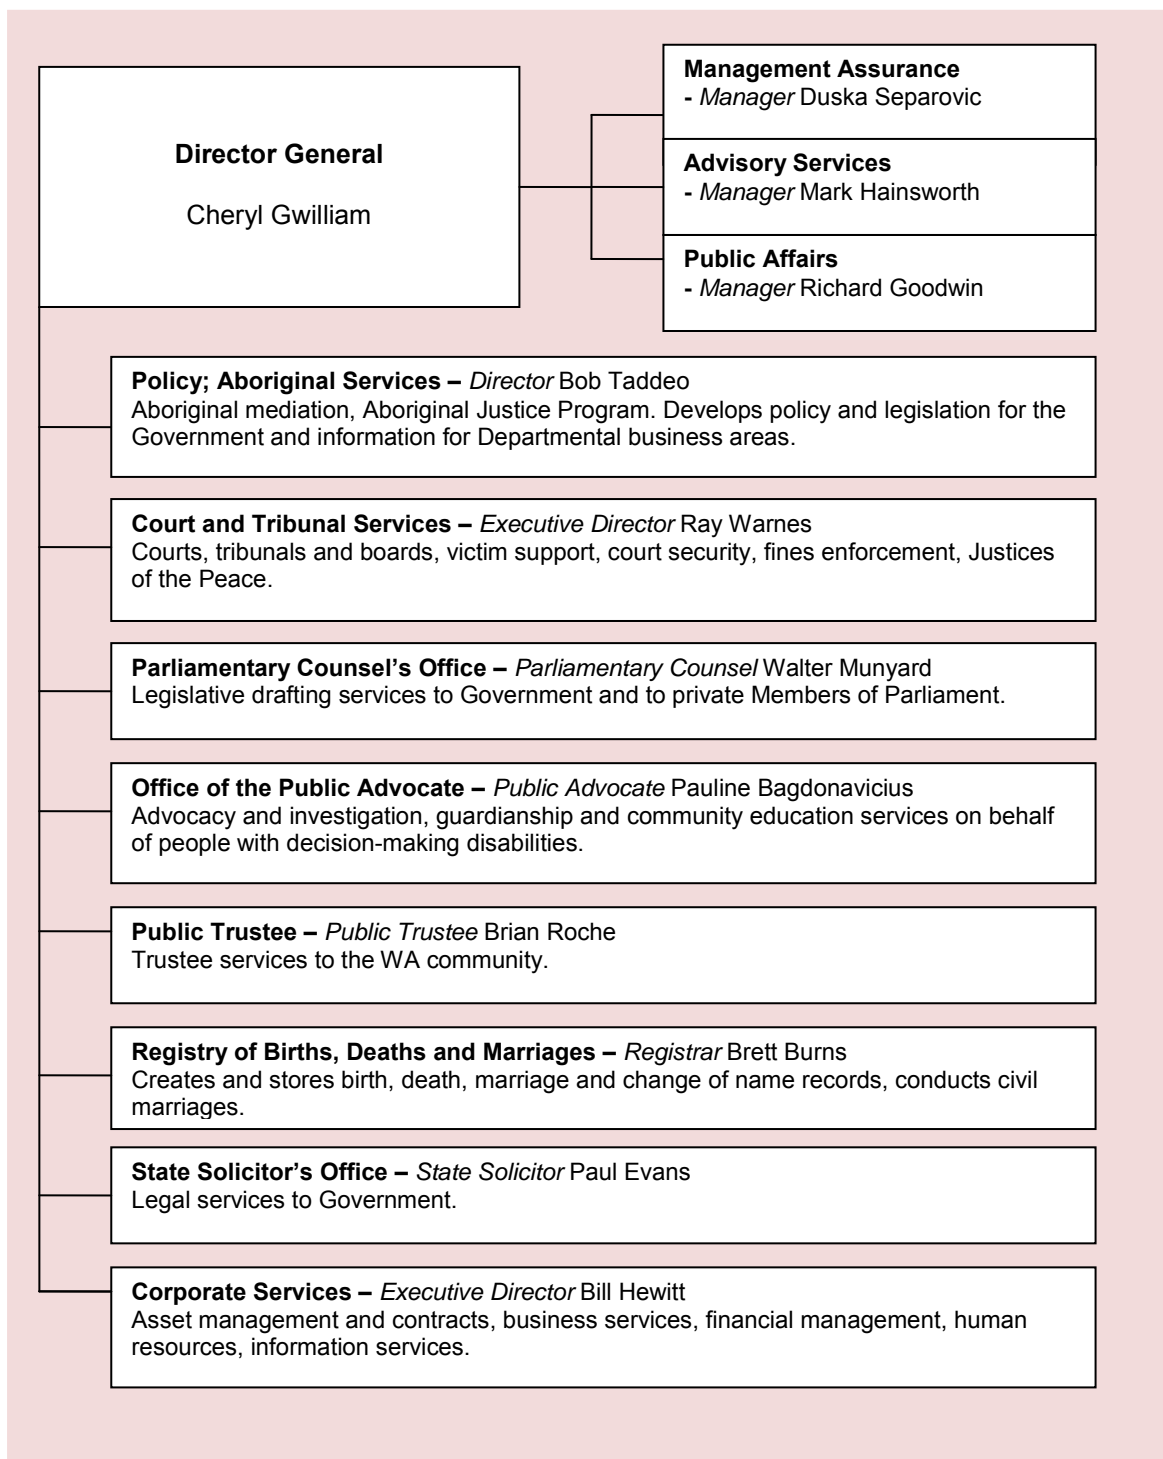 Director General
Cheryl Gwilliam
Management Assurance
- Manager Duska Separovic
Advisory Services
- Manager Mark Hainsworth
Public Affairs
- Manager Richard Goodwin
Policy; Aboriginal Services – Director Bob Taddeo
Aboriginal mediation, Aboriginal Justice Program. Develops policy and legislation for the
Government and information for Departmental business areas.
Court and Tribunal Services – Executive Director Ray Warnes
Courts, tribunals and boards, victim support, court security, fines enforcement, Justices
of the Peace.
Parliamentary Counsel’s Office – Parliamentary Counsel Walter Munyard
Legislative drafting services to Government and to private Members of Parliament.
Office of the Public Advocate – Public Advocate Pauline Bagdonavicius
Advocacy and investigation, guardianship and community education services on behalf
of people with decision-making disabilities.
Public Trustee – Public Trustee Brian Roche
Trustee services to the WA community.
Registry of Births, Deaths and Marriages – Registrar Brett Burns
Creates and stores birth, death, marriage and change of name records, conducts civil
marriages.
State Solicitor’s Office – State Solicitor Paul Evans
Legal services to Government.
Corporate Services – Executive Director Bill Hewitt
Asset management and contracts, business services, financial management, human
resources, information services.